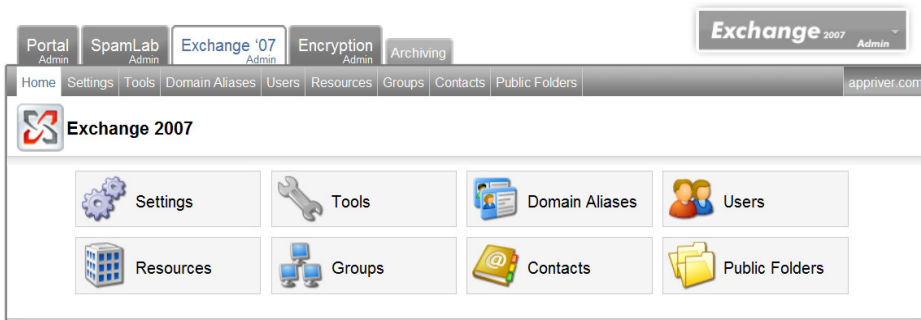 Exchange 2007
Admin
Portal
Admin
SpamLab
Admin
Exchange ‘07
Admin
Encryption
Admin
Archiving
Home Settings Tools Domain Aliases Users Resources Groups Contacts Public Folders appriver.com
Exchange 2007
Settings Tools Domain Aliases Users
Resources Groups Contacts Public Folders